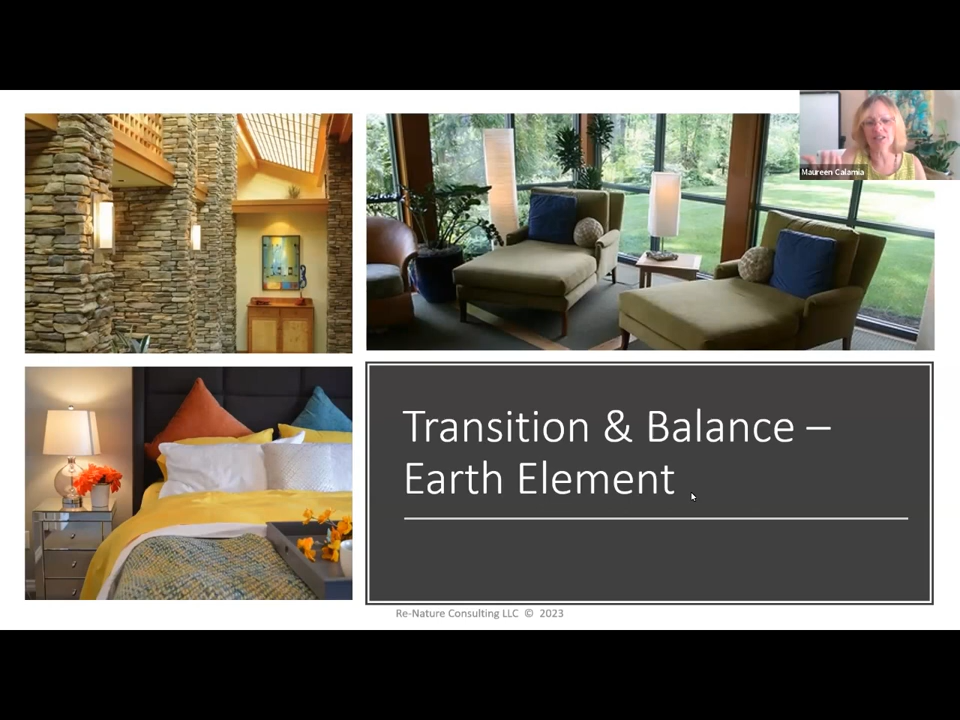 Maureen Calamia
Transition & Balance –
Earth Element
Re-Nature Consulting LLC © 2023